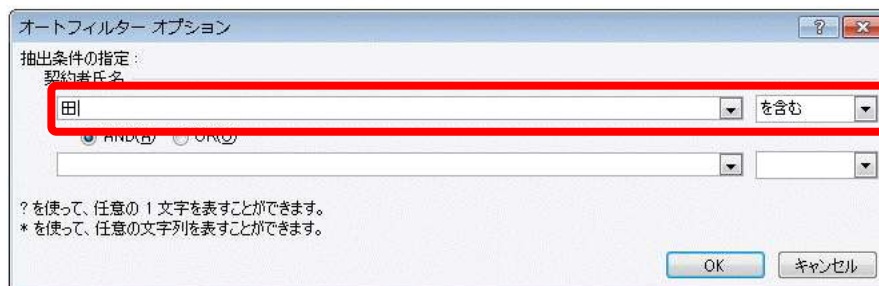 オートフィルター オプション
抽出条件の指定:
契約者氏名
田 を含む
AND(A) OR(O)
? を使って、任意の 1 文字を表すことができます。
* を使って、任意の文字列を表すことができます。
OK キャンセル